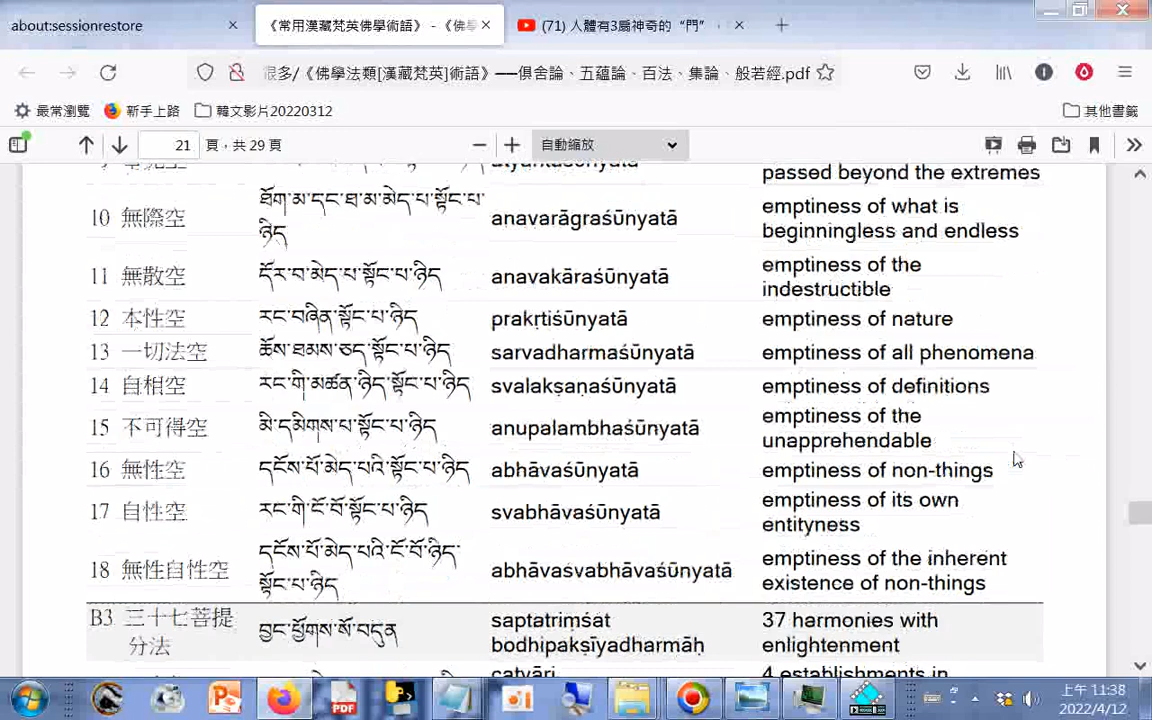 about:sessionrestore
《常用漢藏梵英佛學術語》 - 《佛學
(71) 人體有3扇神奇的“門”
很多/《佛學法類[漢藏梵英]術語》──俱舍論、五蘊論、百法、集論、般若經.pdf
最常瀏覽 新手上路 韓文影片20220312 其他書籤
21 頁，共 29 頁 自動縮放
passed beyond the extremes
10 無際空 ཐོག་མ་དང་ཐ་མ་མེད་པ་སྟོང་པ་ཉིད anavarāgraśūnyatā emptiness of what is
beginningless and endless
11 無散空 དོར་བ་མེད་པ་སྟོང་པ་ཉིད anavakāraśūnyatā emptiness of the
indestructible
12 本性空 རང་བཞིན་སྟོང་པ་ཉིད prakṛtiśūnyatā emptiness of nature
13 一切法空 ཆོས་ཐམས་ཅད་སྟོང་པ་ཉིད sarvadharmaśūnyatā emptiness of all phenomena
14 自相空 རང་གི་མཚན་ཉིད་སྟོང་པ་ཉིད svalakṣaṇaśūnyatā emptiness of definitions
15 不可得空 མི་དམིགས་པ་སྟོང་པ་ཉིད anupalambhaśūnyatā emptiness of the
unapprehendable
16 無性空 དངོས་པོ་མེད་པའི་སྟོང་པ་ཉིད abhāvaśūnyatā emptiness of non-things
17 自性空 རང་གི་ངོ་བོ་སྟོང་པ་ཉིད svabhāvaśūnyatā emptiness of its own
entityness
18 無性自性空 དངོས་པོ་མེད་པའི་ངོ་བོ་ཉིད་སྟོང་པ་ཉིད abhāvasvabhāvaśūnyatā emptiness of the inherent
existence of non-things
B3 三十七菩提 བྱང་ཕྱོགས་སོ་བདུན saptatriṃśat 37 harmonies with
分法 bodhipakṣīyadharmāḥ enlightenment
catvāri 4 establishments in
上午 11:38
2022/4/12